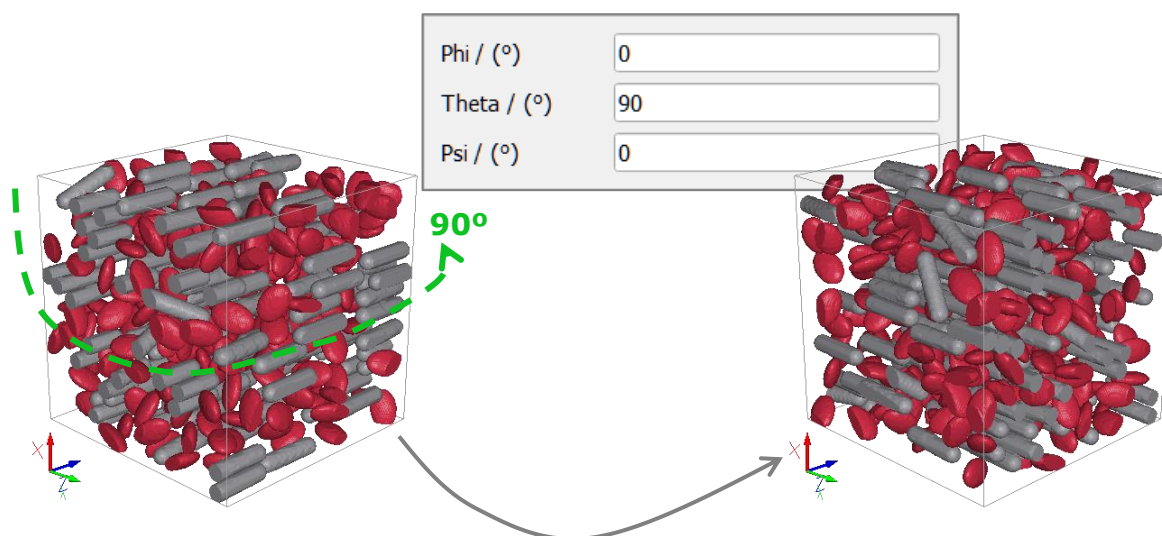 Phi / (º)
0
Theta / (º)
90
Psi / (º)
0
90º
X
Z
Y
X
Z
Y